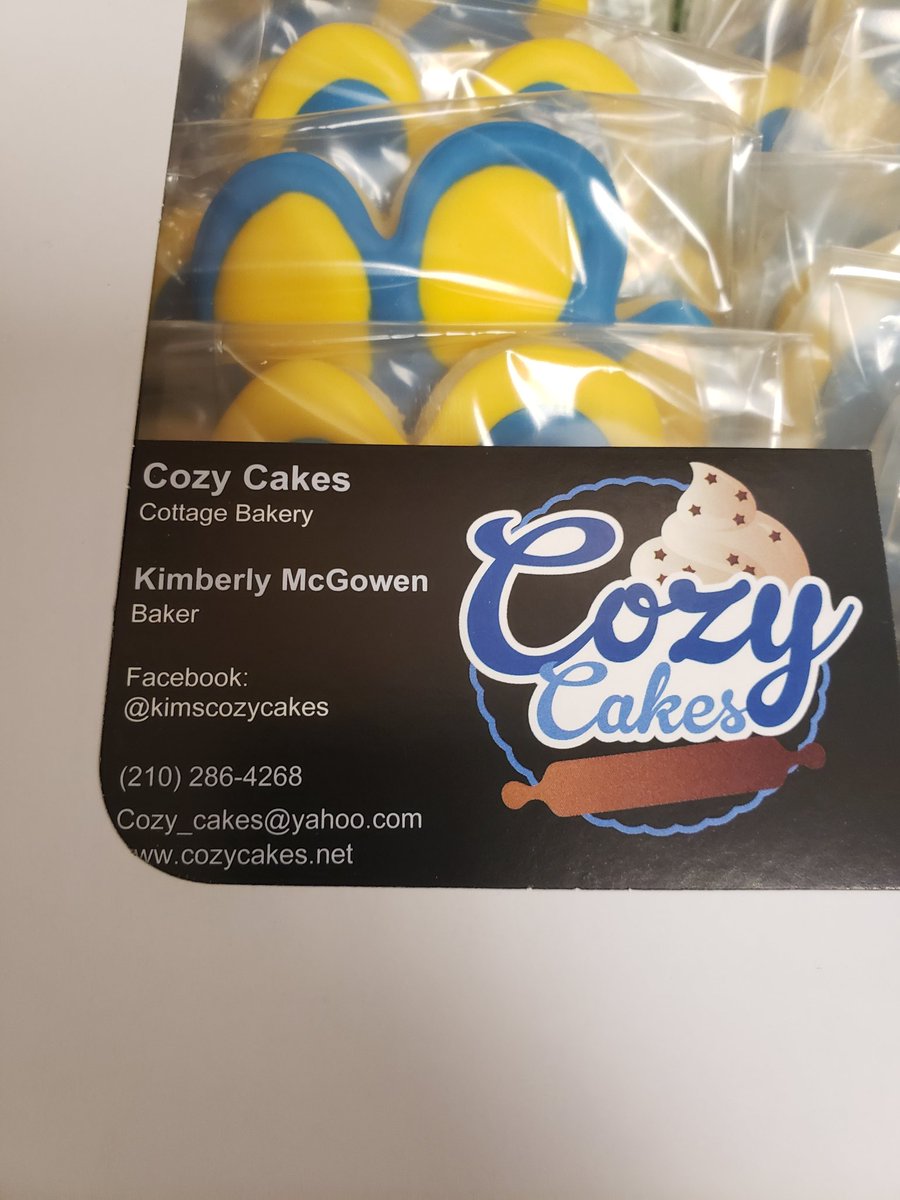 Cozy Cakes
Cottage Bakery
Kimberly McGowen
Baker
Facebook:
@kimscozycakes
(210) 286-4268
Cozy_cakes@yahoo.com
www.cozycakes.net
Cozy
Cakes